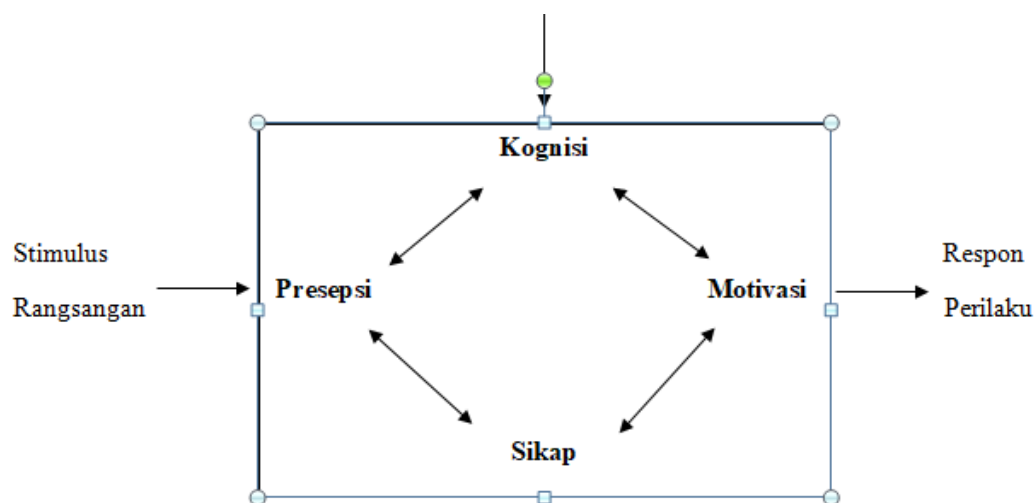 Kognisi
Stimulus
Rangsangan
Presepsi
Motivasi
Respon
Perilaku
Sikap